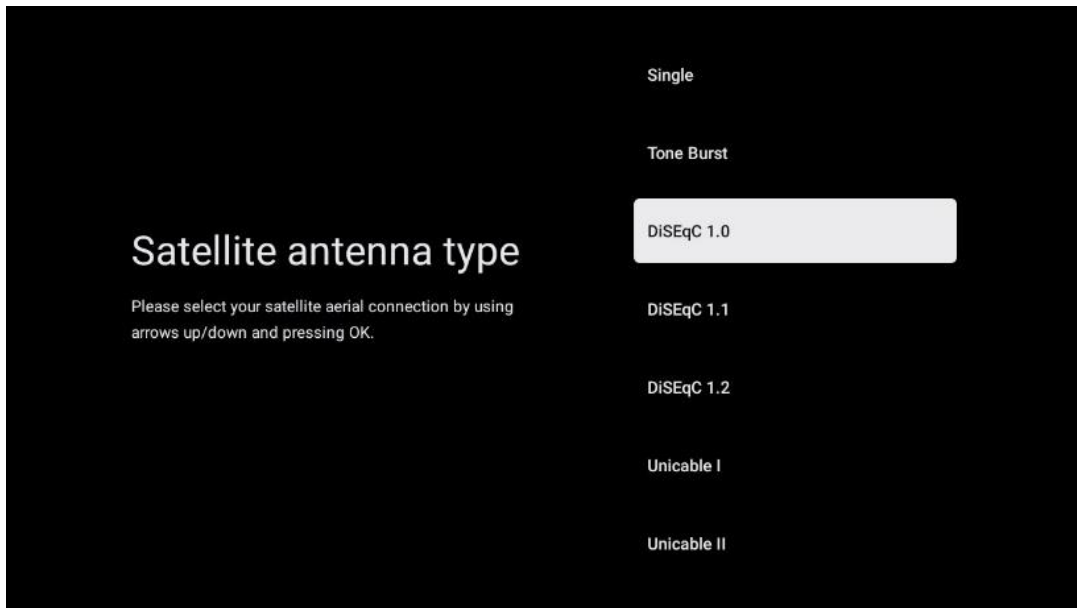 Satellite antenna type
Please select your satellite aerial connection by using
arrows up/down and pressing OK.
Single
Tone Burst
DiSEqC 1.0
DiSEqC 1.1
DiSEqC 1.2
Unicable I
Unicable II